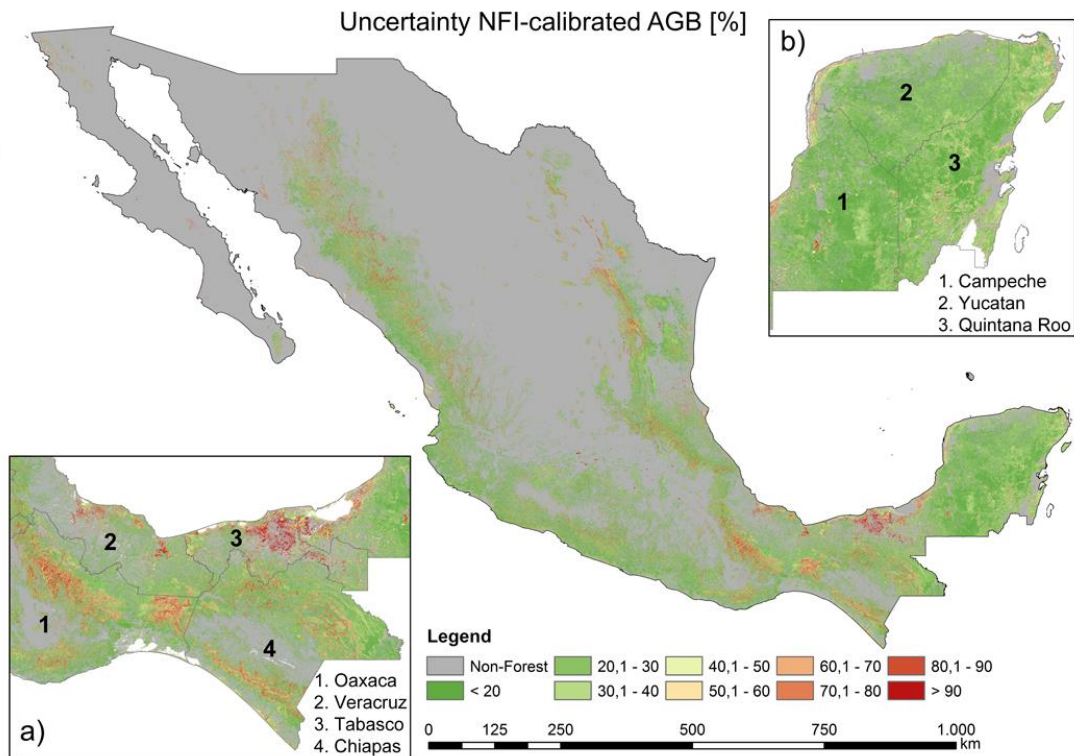 Uncertainty NFI-calibrated AGB [%]
b)
2
3
1
1. Campeche
2. Yucatan
3. Quintana Roo
2
3
1
4
1. Oaxaca
2. Veracruz
3. Tabasco
4. Chiapas
a)
Legend
Non-Forest 20,1 - 30 40,1 - 50 60,1 - 70 80,1 - 90
< 20 30,1 - 40 50,1 - 60 70,1 - 80 > 90
0 250 500 750 1.000
km